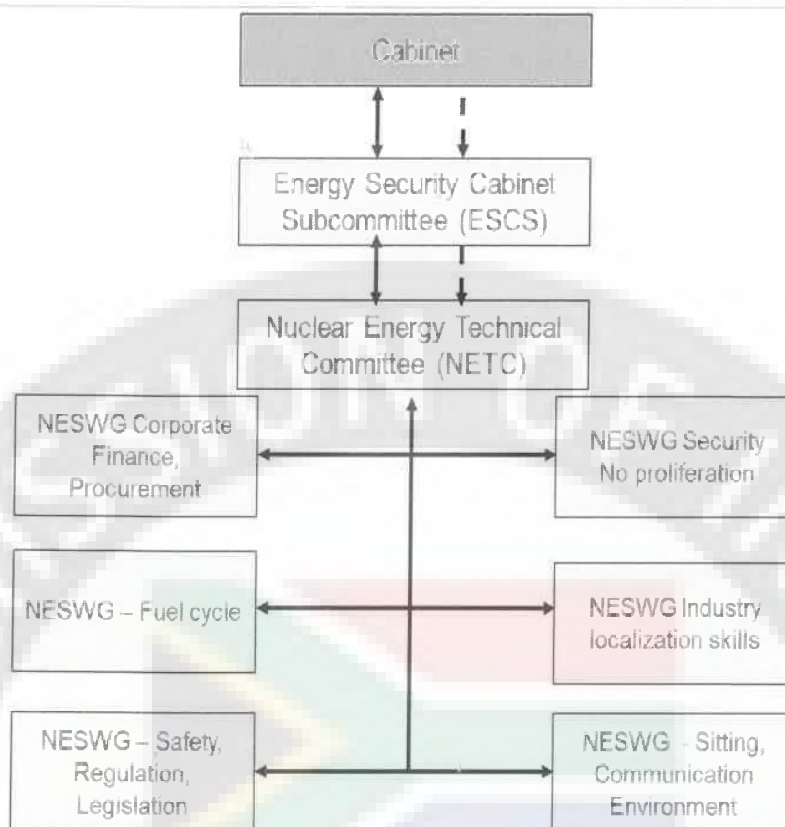 Cabinet
Energy Security Cabinet
Subcommittee (ESCS)
Nuclear Energy Technical
Committee (NETC)
NESWG Corporate
Finance,
Procurement
NESWG Security
No proliferation
NESWG – Fuel cycle
NESWG Industry
localization skills
NESWG – Safety,
Regulation,
Legislation
NESWG - Sitting,
Communication
Environment